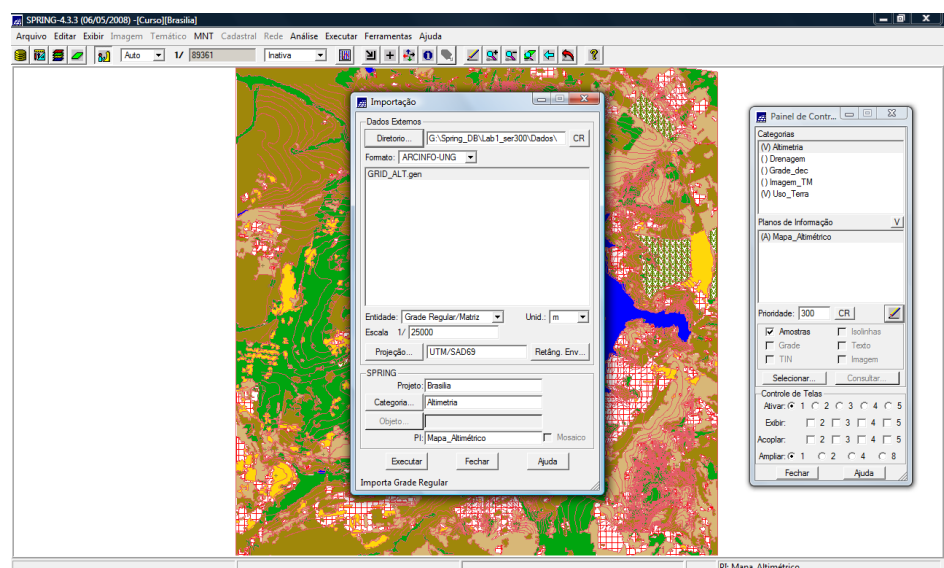 SPRING-4.3.3 (06/05/2008) -[Curso][Brasilia]
Arquivo Editar Exibir Imagem Temático MNT Cadastral Rede Análise Executar Ferramentas Ajuda
Auto 1/ 89361 Inativa
Importação
Dados Externos
Diretorio... G:\Spring_DB\Lab1_ser300\Dados\ CR
Formato: ARCINFO-UNG
GRID_ALT.gen
Entidade: Grade Regular/Matriz Unid.: m
Escala 1/ 25000
Projeção... UTM/SAD69 Retâng. Env...
SPRING
Projeto: Brasilia
Categoria... Altimetria
Objeto...
PI: Mapa_Altimétrico Mosaico
Executar Fechar Ajuda
Importa Grade Regular
Painel de Contr...
Categorias
(V) Altimetria
( ) Drenagem
( ) Grade_dec
( ) Imagem_TM
(V) Uso_Terra
Planos de Informação V
(A) Mapa_Altimétrico
Prioridade: 300 CR
Amostras Isolinhas
Grade Texto
TIN Imagem
Selecionar... Consultar...
Controle de Telas
Ativar: 1 2 3 4 5
Exibir: 2 3 4 5
Acoplar: 2 3 4 5
Ampliar: 1 2 4 8
Fechar Ajuda
PI: Mapa_Altimétrico